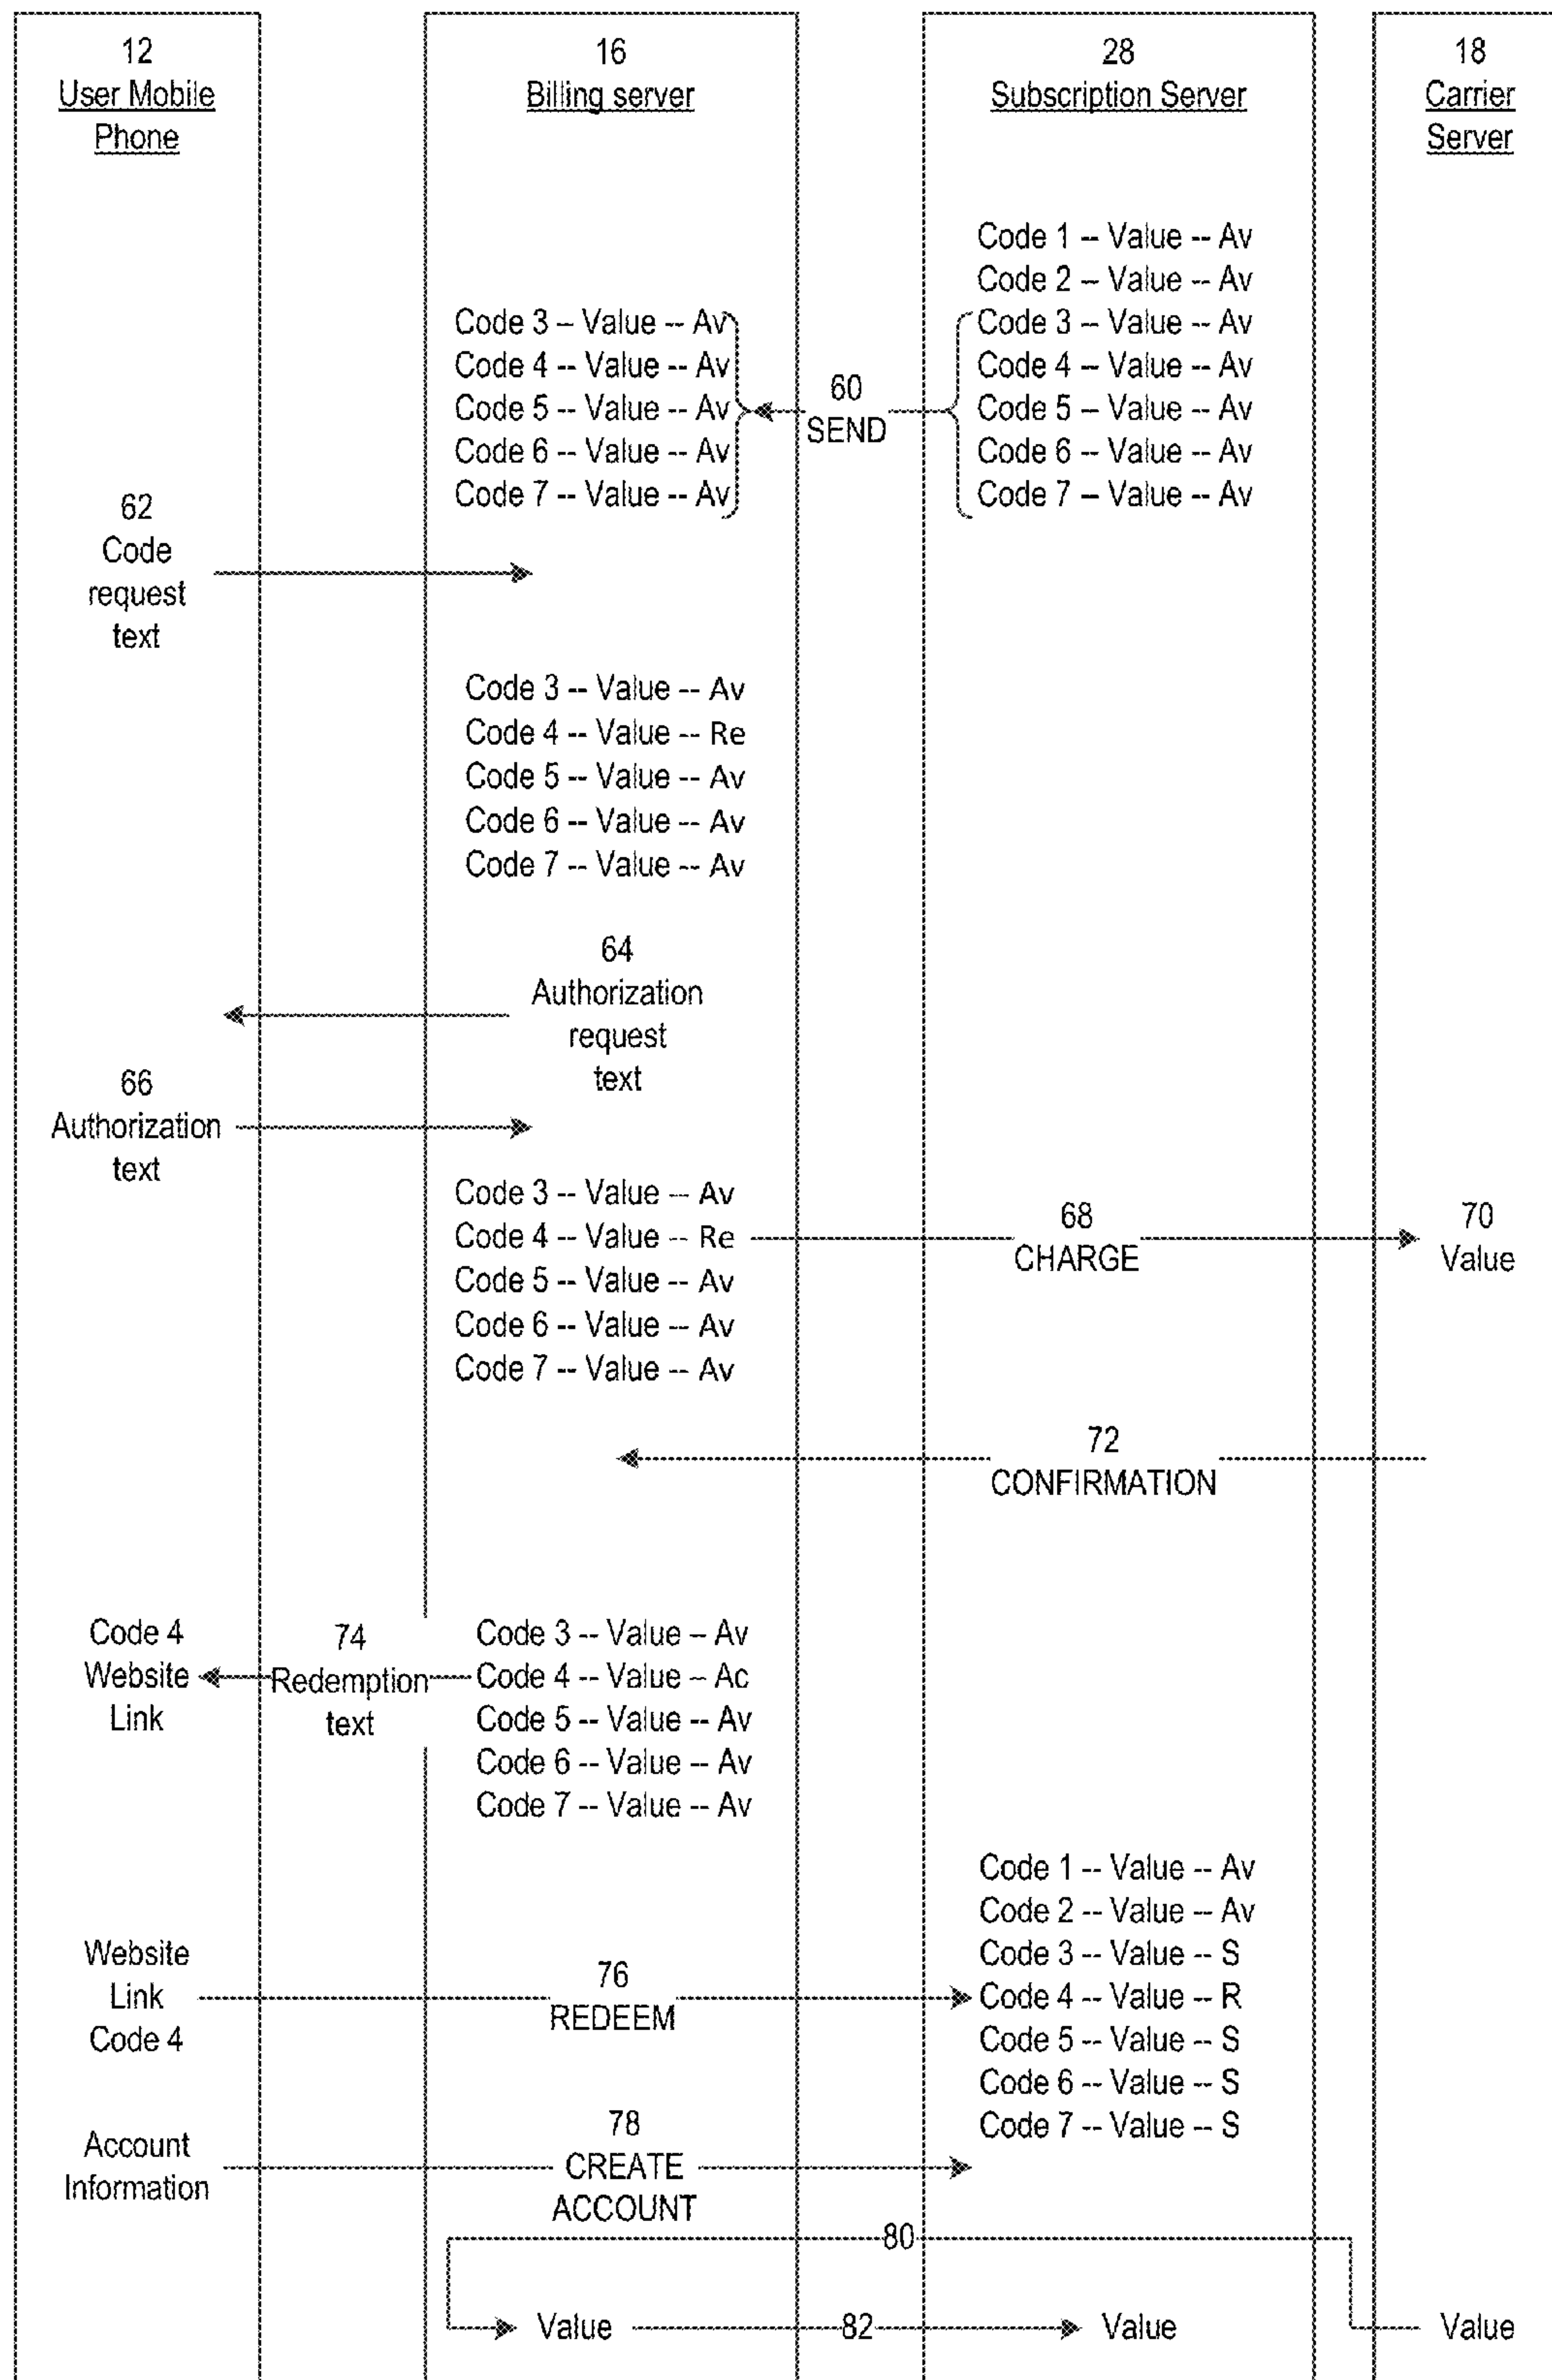 12
User Mobile
Phone
16
Billing server
28
Subscription Server
18
Carrier
Server
Code 1 -- Value -- Av
Code 2 – Value -- Av
Code 3 – Value -- Av
Code 4 – Value -- Av
Code 5 – Value -- Av
Code 6 – Value -- Av
Code 7 – Value -- Av
60
SEND
Code 3 – Value -- Av
Code 4 -- Value -- Av
Code 5 -- Value -- Av
Code 6 -- Value -- Av
Code 7 -- Value -- Av
62
Code
request
text
Code 3 -- Value -- Av
Code 4 -- Value -- Re
Code 5 -- Value -- Av
Code 6 -- Value -- Av
Code 7 -- Value -- Av
64
Authorization
request
text
66
Authorization
text
Code 3 -- Value -- Av
Code 4 -- Value -- Re
Code 5 -- Value -- Av
Code 6 -- Value -- Av
Code 7 -- Value -- Av
68
CHARGE
70
Value
72
CONFIRMATION
Code 4
Website
Link
74
Redemption
text
Code 3 -- Value – Av
Code 4 -- Value – Ac
Code 5 -- Value -- Av
Code 6 -- Value -- Av
Code 7 -- Value -- Av
Code 1 -- Value -- Av
Code 2 -- Value -- Av
Code 3 -- Value -- S
Code 4 -- Value -- R
Code 5 -- Value -- S
Code 6 -- Value -- S
Code 7 -- Value -- S
Website
Link
Code 4
76
REDEEM
Account
Information
78
CREATE
ACCOUNT
80
Value
82
Value
Value